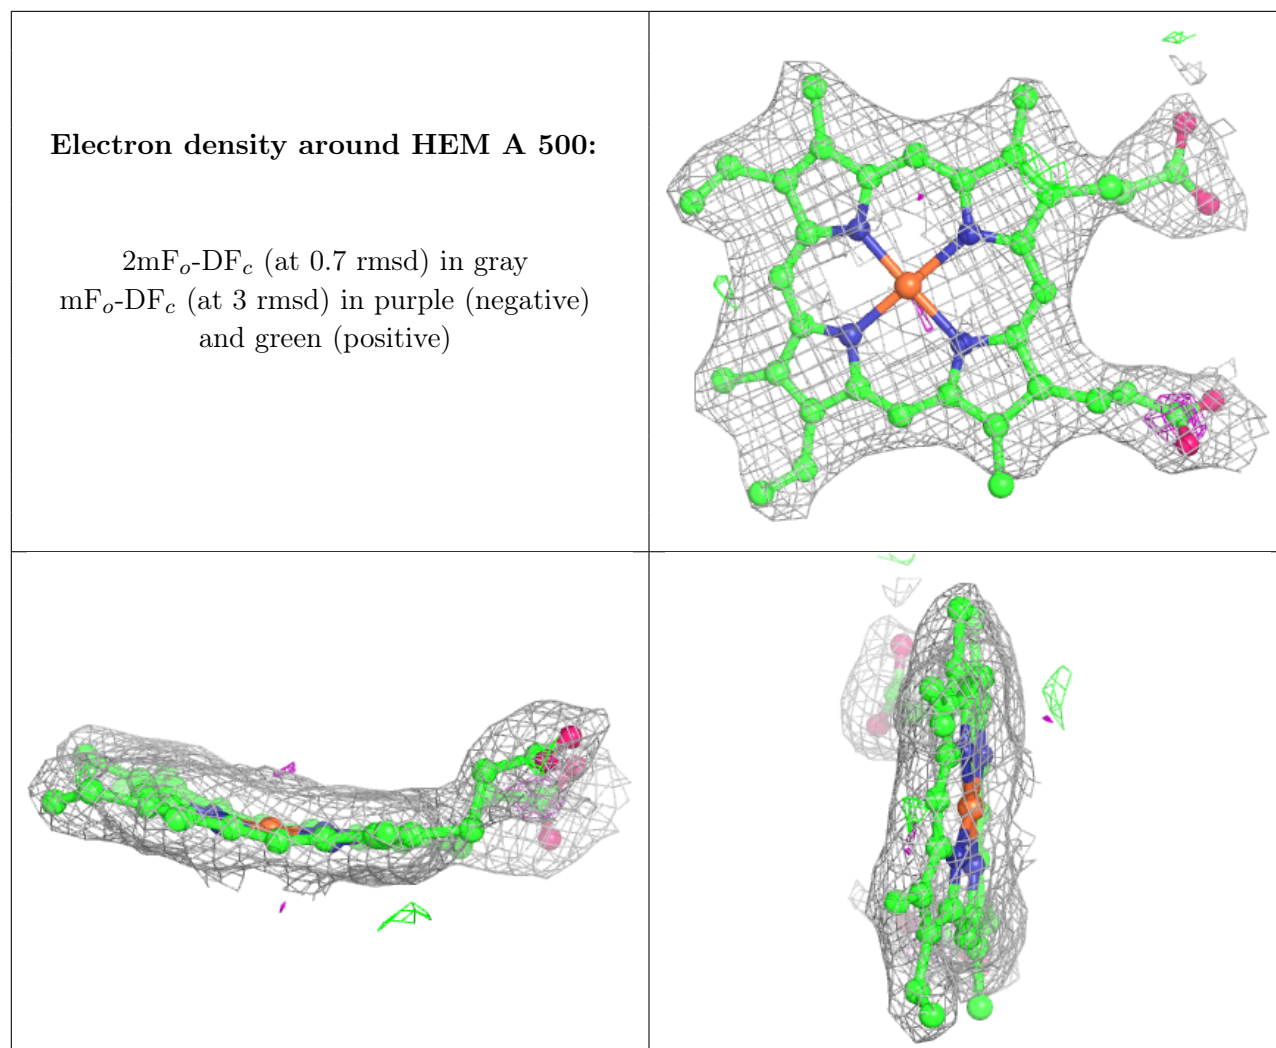 Electron density around HEM A 500:
2mFₒ-DF𝒸 (at 0.7 rmsd) in gray
mFₒ-DF𝒸 (at 3 rmsd) in purple (negative)
and green (positive)